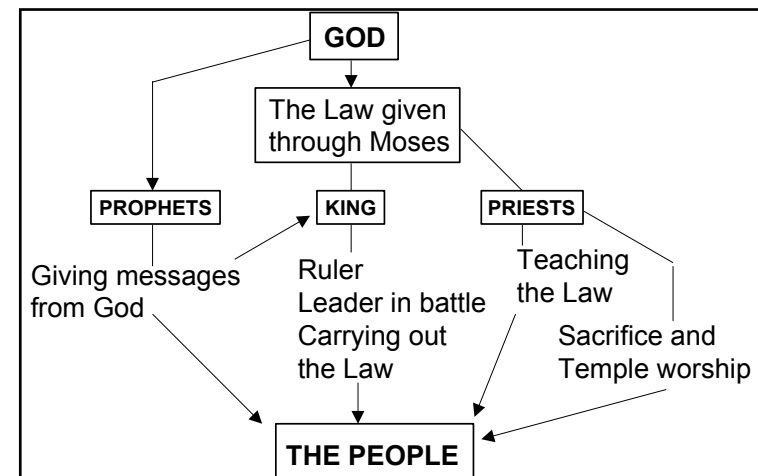 GOD
The Law given
through Moses
PROPHETS
KING
PRIESTS
Giving messages
from God
Ruler
Leader in battle
Carrying out
the Law
Teaching
the Law
Sacrifice and
Temple worship
THE PEOPLE